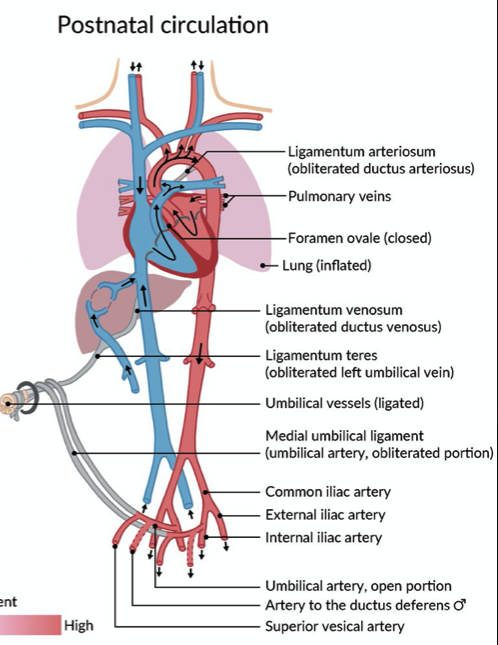 Postnatal circulation
Ligamentum arteriosum
(obliterated ductus arteriosus)
Pulmonary veins
Foramen ovale (closed)
Lung (inflated)
Ligamentum venosum
(obliterated ductus venosus)
Ligamentum teres
(obliterated left umbilical vein)
Umbilical vessels (ligated)
Medial umbilical ligament
(umbilical artery, obliterated portion)
Common iliac artery
External iliac artery
Internal iliac artery
Umbilical artery, open portion
Artery to the ductus deferens ♂
Superior vesical artery
ent
High